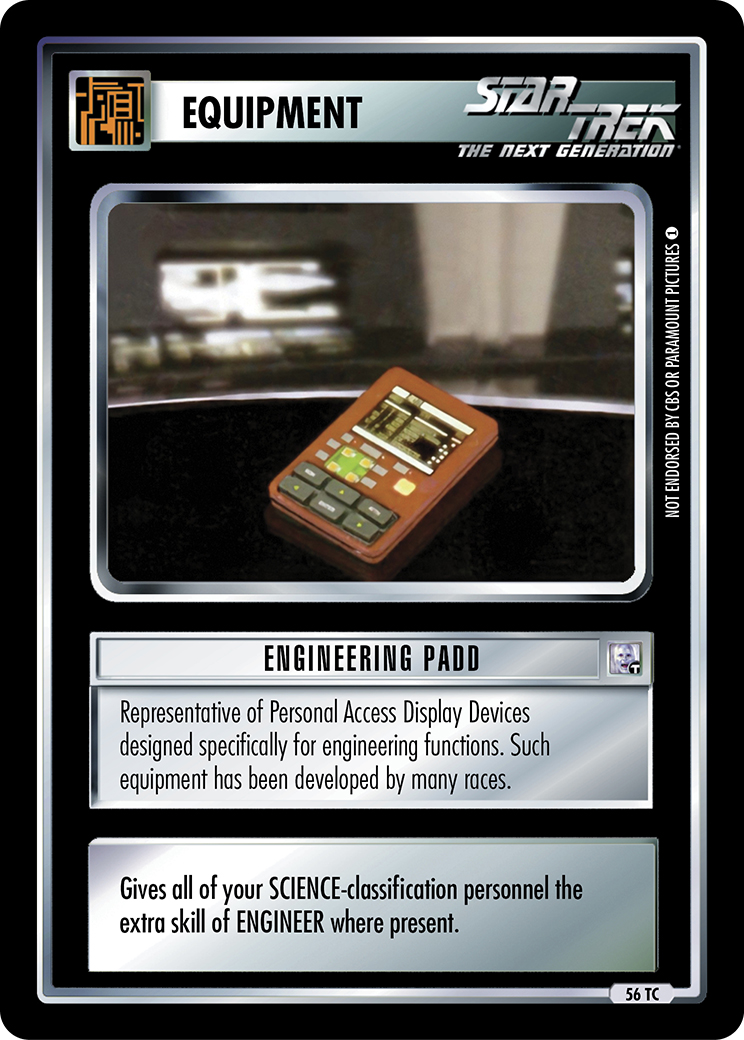 EQUIPMENT
STAR TREK
THE NEXT GENERATION
NOT ENDORSED BY CBS OR PARAMOUNT PICTURES 1
ENTER
ENGINEERING PADD
T
Representative of Personal Access Display Devices
designed specifically for engineering functions. Such
equipment has been developed by many races.
Gives all of your SCIENCE-classification personnel the
extra skill of ENGINEER where present.
56 TC